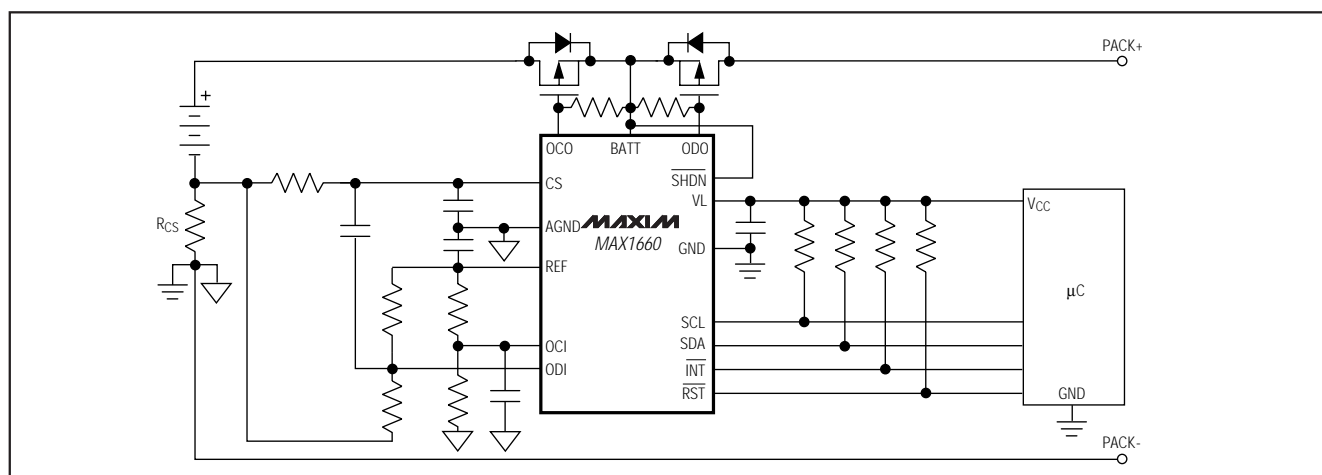 PACK+
+
OCO BATT ODO
SHDN
CS
VL
VCC
RCS
AGND
MAXIM
MAX1660
GND
REF
μC
SCL
OCI
SDA
ODI
INT
RST
GND
PACK-